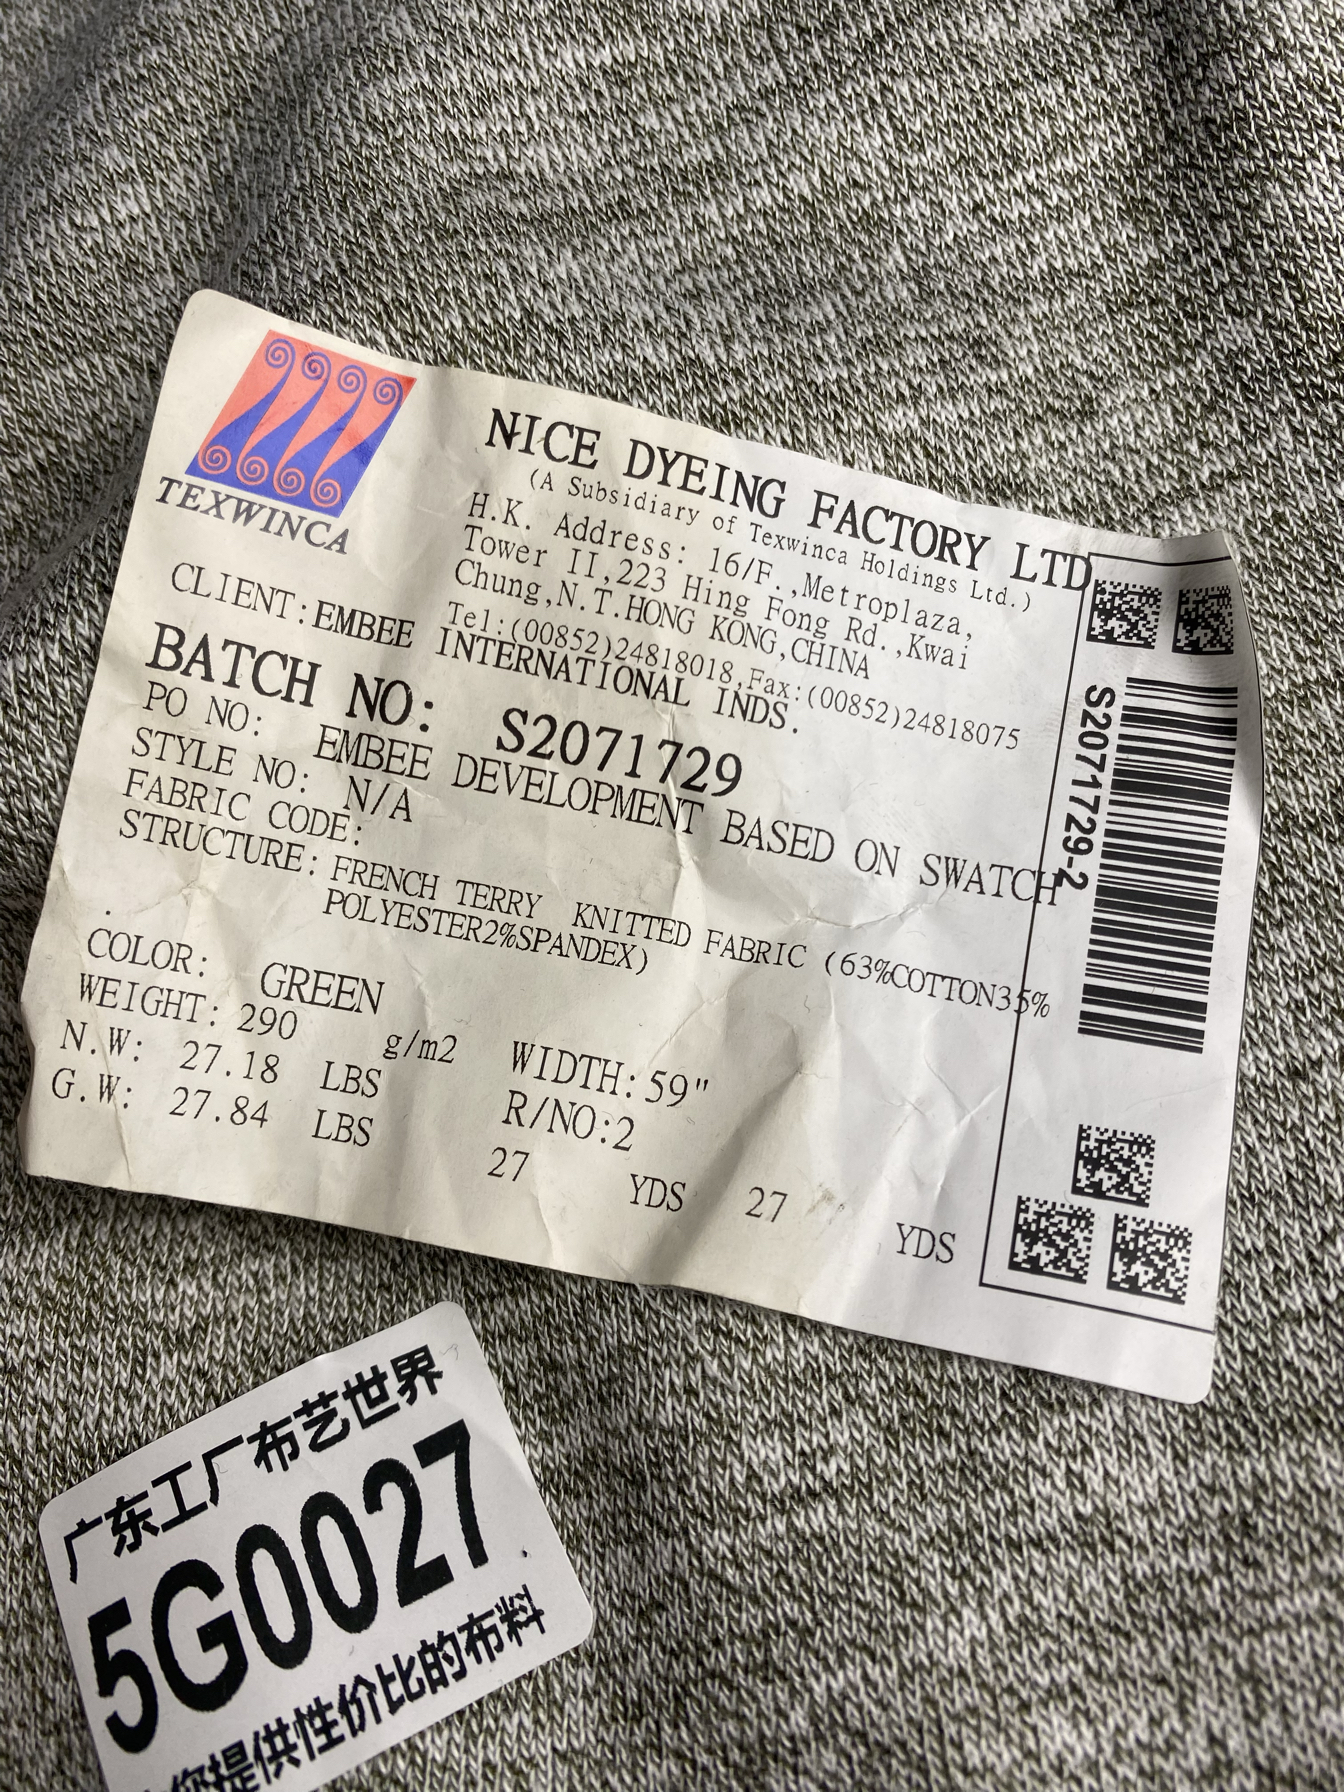 TEXWINCA
NICE DYEING FACTORY LTD
(A Subsidiary of Texwinca Holdings Ltd.)
H.K. Address: 16/F.,Metroplaza,
Tower II,223 Hing Fong Rd.,Kwai
Chung,N.T.HONG KONG,CHINA
Tel:(00852)24818018,Fax:(00852)24818075
CLIENT:EMBEE INTERNATIONAL INDS.
BATCH NO: S2071729
PO NO: EMBEE DEVELOPMENT BASED ON SWATCH
STYLE NO: N/A
FABRIC CODE:
STRUCTURE: FRENCH TERRY KNITTED FABRIC (63%COTTON35%
POLYESTER2%SPANDEX)
COLOR: GREEN
WEIGHT: 290 g/m2 WIDTH:59"
N.W: 27.18 LBS R/NO:2
G.W: 27.84 LBS 27 YDS 27 YDS
S2071729-2
广东工厂布艺世界
5G0027
您提供性价比的布料